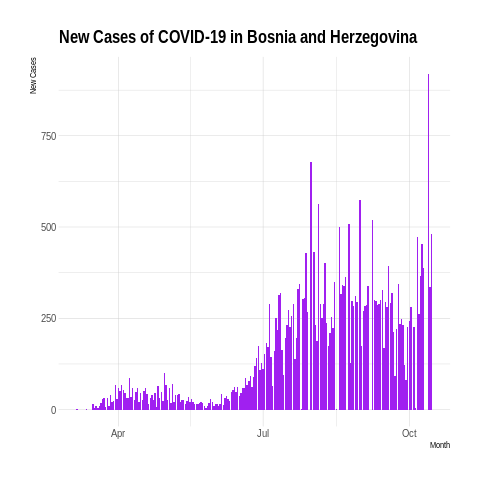 New Cases of COVID-19 in Bosnia and Herzegovina
New Cases
750
500
250
0
Apr
Jul
Oct
Month